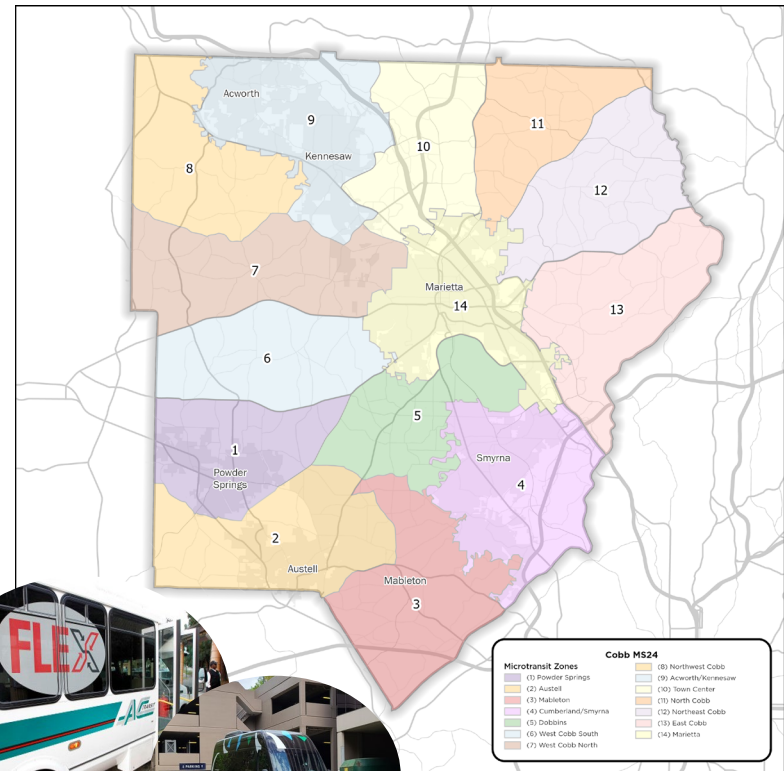 Acworth
9
Kennesaw
10
11
8
12
7
Marietta
14
13
6
5
1
Powder
Springs
Smyrna
4
2
Austell
Mableton
3
FLEX
Cobb MS24
Microtransit Zones
(1) Powder Springs
(2) Austell
(3) Mableton
(4) Cumberland/Smyrna
(5) Dobbins
(6) West Cobb South
(7) West Cobb North
(8) Northwest Cobb
(9) Acworth/Kennesaw
(10) Town Center
(11) North Cobb
(12) Northeast Cobb
(13) East Cobb
(14) Marietta